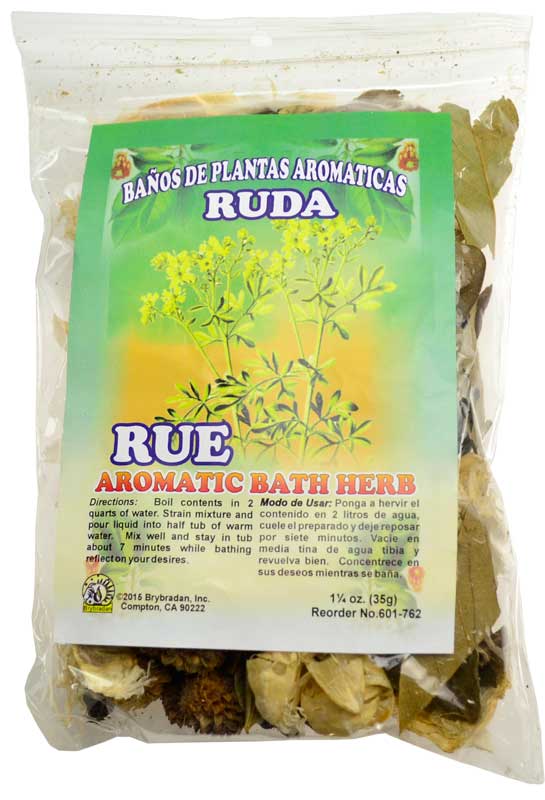 BAÑOS DE PLANTAS AROMATICAS
RUDA
RUE
AROMATIC BATH HERB
Directions: Boil contents in 2
quarts of water. Strain mixture and
pour liquid into half tub of warm
water. Mix well and stay in tub
about 7 minutes while bathing
reflect on your desires.
Modo de Usar: Ponga a hervir el
contenido en 2 litros de agua,
cuele el preparado y deje reposar
por siete minutos. Vacie en
media tina de agua tibia y
revuelva bien. Concentrece en
sus deseos mientras se baña.
Brybradan
©2015 Brybradan, Inc.
Compton, CA 90222
1¼ oz. (35g)
Reorder No.601-762